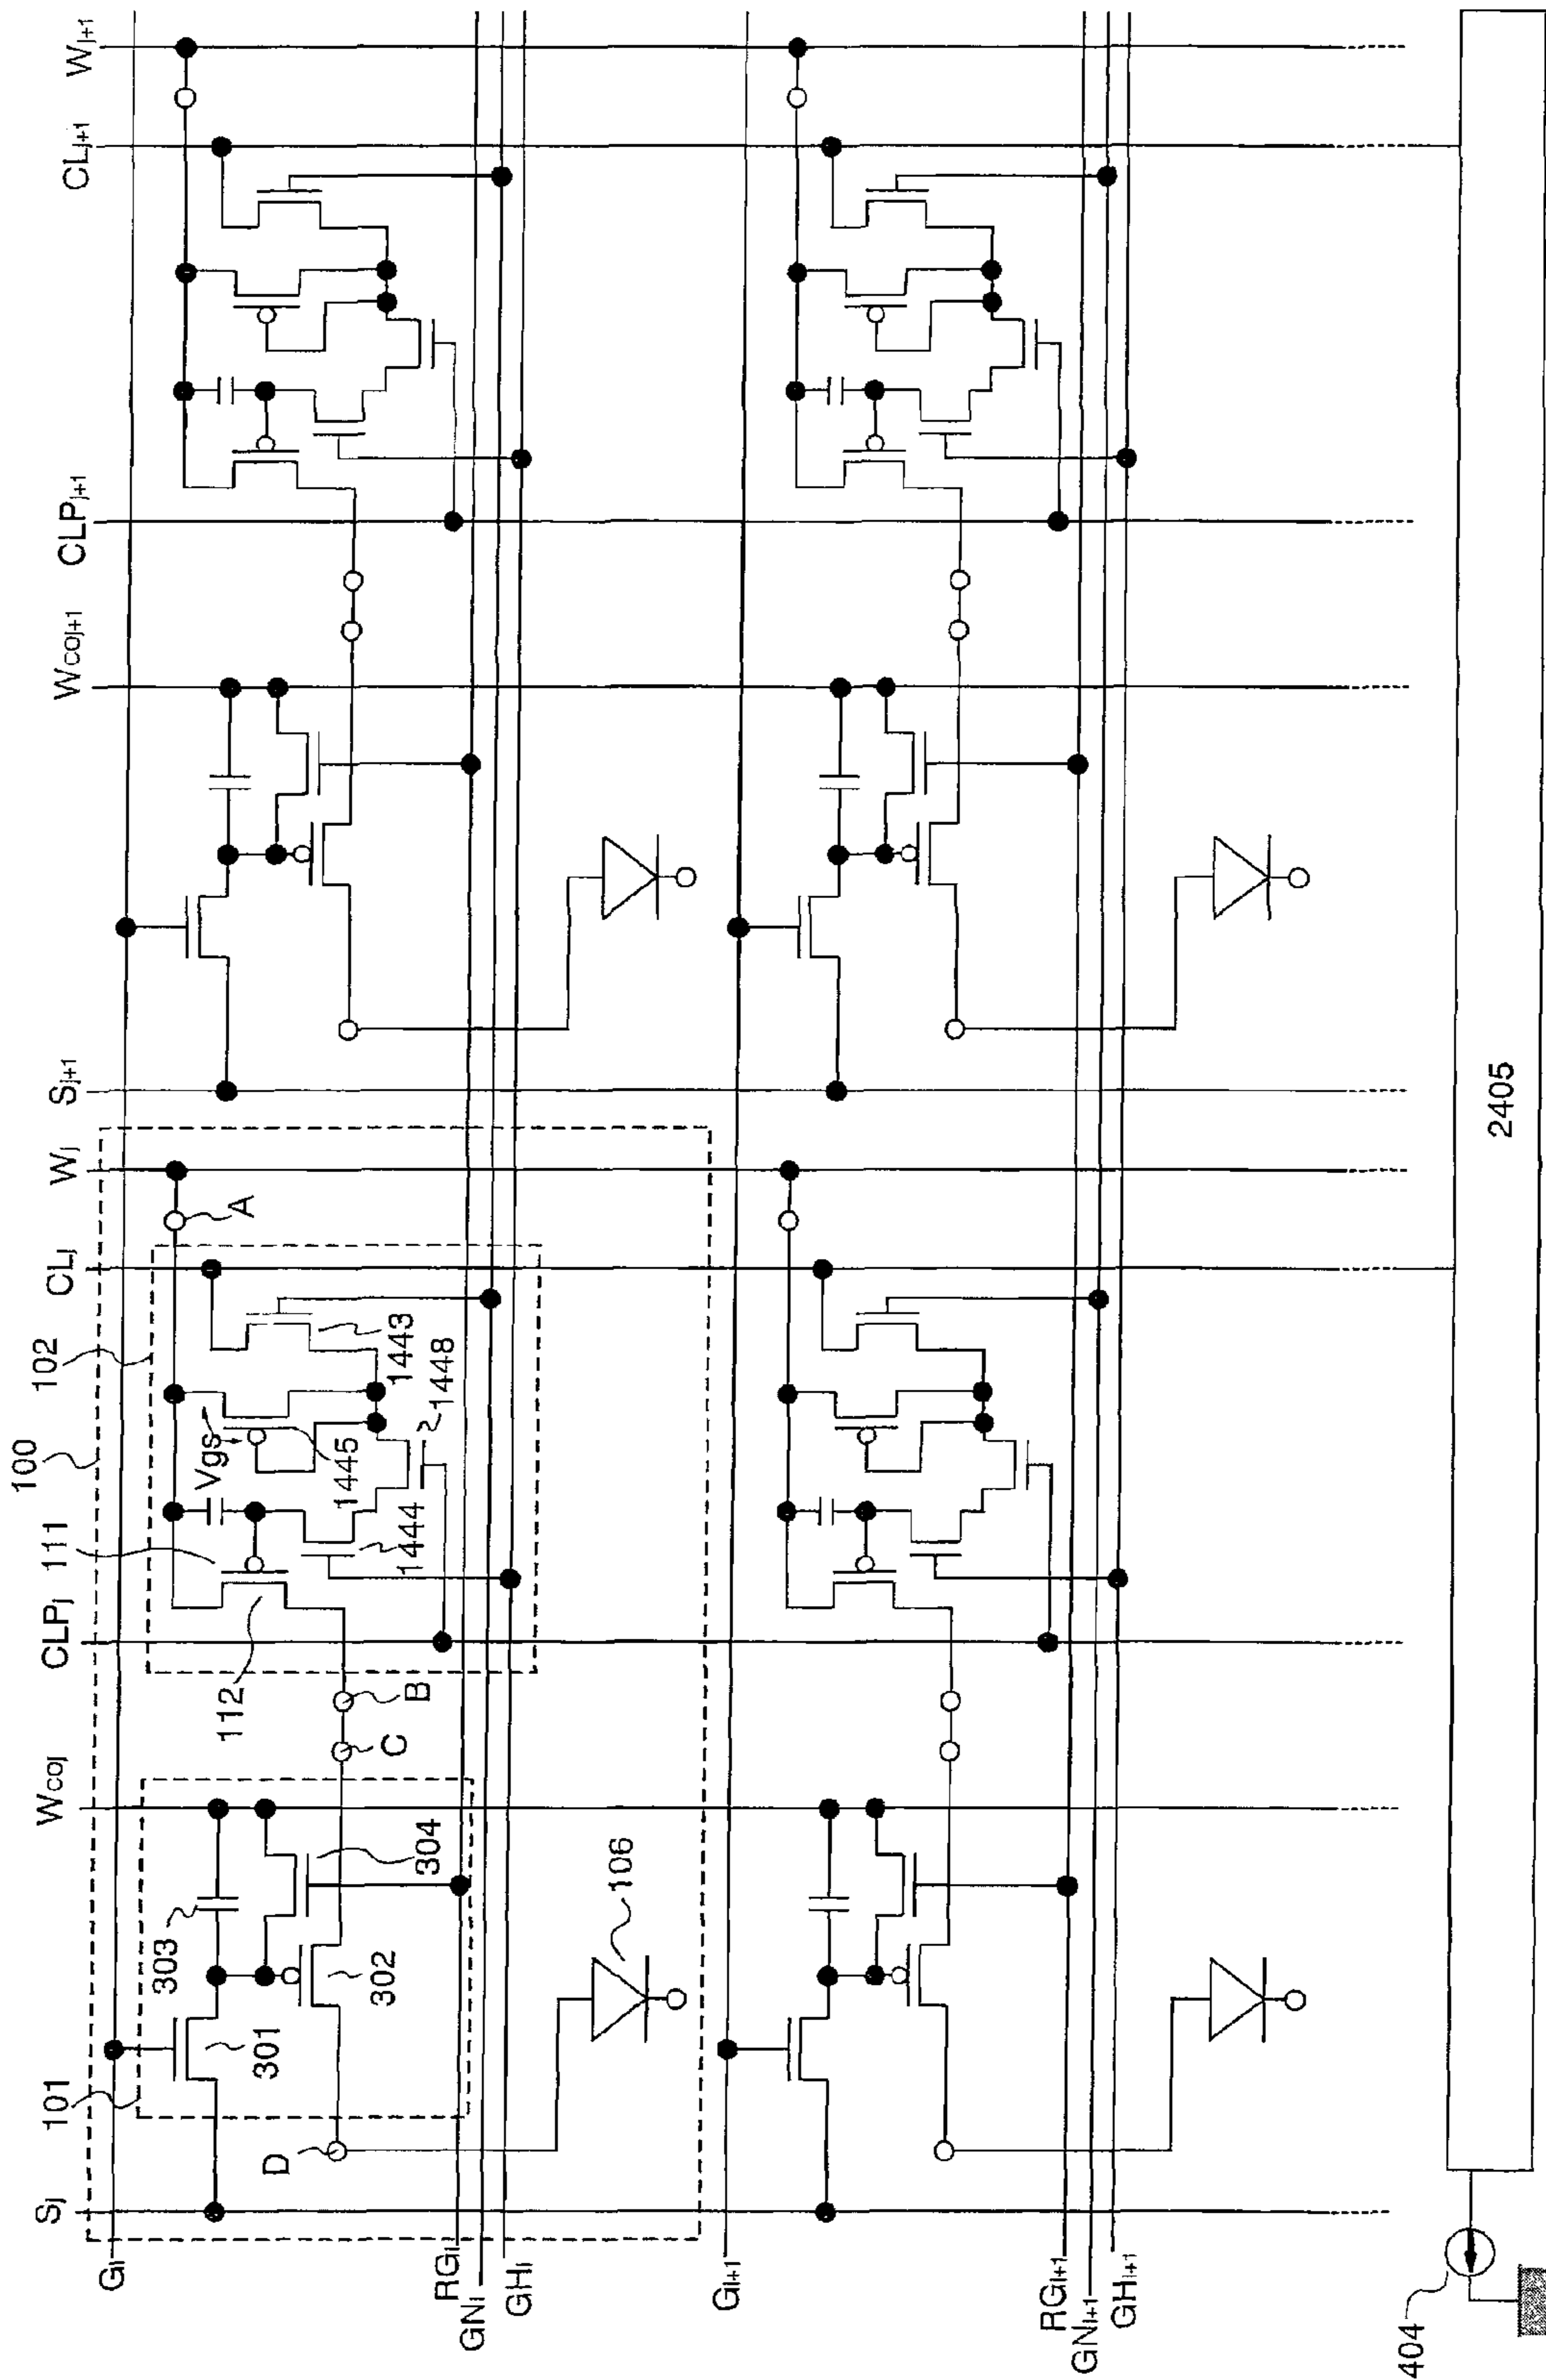 100
101
Sj
Wcoj
CLPj
111
102
CLj
Wj
Sj+1
Wcoj+1
CLPj+1
CLj+1
Wj+1
Gi
301
303
302
304
D
C
B
112
Vgs
1445
1444
1443
1448
A
106
RGi
GNi
GHi
Gi+1
RGi+1
GNi+1
GHi+1
404
2405